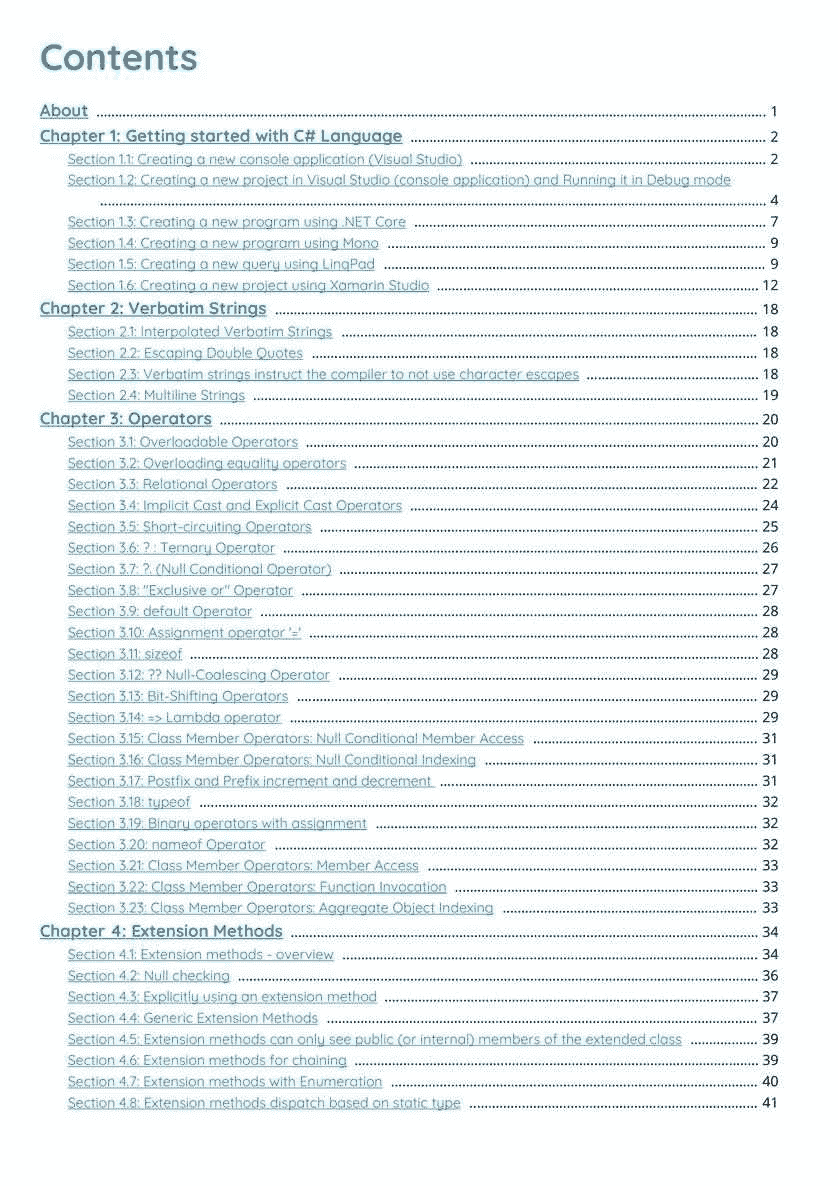 Contents
About ........ 1
Chapter 1: Getting started with C# Language ........ 2
Section 1.1: Creating a new console application (Visual Studio) ........ 2
Section 1.2: Creating a new project in Visual Studio (console application) and Running it in Debug mode
........ 4
Section 1.3: Creating a new program using .NET Core ........ 7
Section 1.4: Creating a new program using Mono ........ 9
Section 1.5: Creating a new query using LinqPad ........ 9
Section 1.6: Creating a new project using Xamarin Studio ........ 12
Chapter 2: Verbatim Strings ........ 18
Section 2.1: Interpolated Verbatim Strings ........ 18
Section 2.2: Escaping Double Quotes ........ 18
Section 2.3: Verbatim strings instruct the compiler to not use character escapes ........ 18
Section 2.4: Multiline Strings ........ 19
Chapter 3: Operators ........ 20
Section 3.1: Overloadable Operators ........ 20
Section 3.2: Overloading equality operators ........ 21
Section 3.3: Relational Operators ........ 22
Section 3.4: Implicit Cast and Explicit Cast Operators ........ 24
Section 3.5: Short-circuiting Operators ........ 25
Section 3.6: ? : Ternary Operator ........ 26
Section 3.7: ?. (Null Conditional Operator) ........ 27
Section 3.8: "Exclusive or" Operator ........ 27
Section 3.9: default Operator ........ 28
Section 3.10: Assignment operator '=' ........ 28
Section 3.11: sizeof ........ 28
Section 3.12: ?? Null-Coalescing Operator ........ 29
Section 3.13: Bit-Shifting Operators ........ 29
Section 3.14: => Lambda operator ........ 29
Section 3.15: Class Member Operators: Null Conditional Member Access ........ 31
Section 3.16: Class Member Operators: Null Conditional Indexing ........ 31
Section 3.17: Postfix and Prefix increment and decrement ........ 31
Section 3.18: typeof ........ 32
Section 3.19: Binary operators with assignment ........ 32
Section 3.20: nameof Operator ........ 32
Section 3.21: Class Member Operators: Member Access ........ 33
Section 3.22: Class Member Operators: Function Invocation ........ 33
Section 3.23: Class Member Operators: Aggregate Object Indexing ........ 33
Chapter 4: Extension Methods ........ 34
Section 4.1: Extension methods - overview ........ 34
Section 4.2: Null checking ........ 36
Section 4.3: Explicitly using an extension method ........ 37
Section 4.4: Generic Extension Methods ........ 37
Section 4.5: Extension methods can only see public (or internal) members of the extended class ........ 39
Section 4.6: Extension methods for chaining ........ 39
Section 4.7: Extension methods with Enumeration ........ 40
Section 4.8: Extension methods dispatch based on static type ........ 41